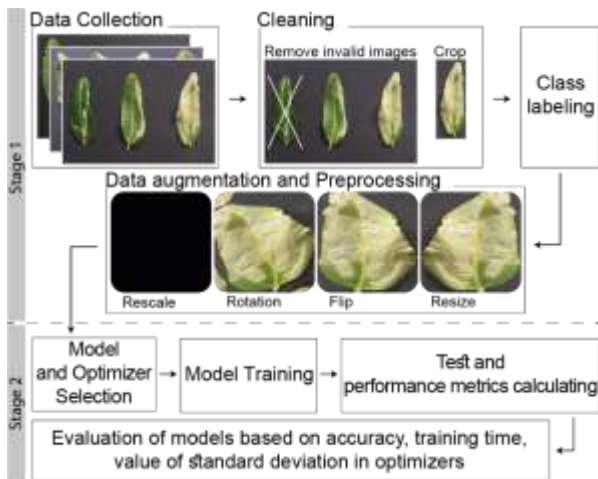 Data Collection
Cleaning
Remove invalid images
Crop
Class
labeling
Stage 1
Data augmentation and Preprocessing
Rescale
Rotation
Flip
Resize
Stage 2
Model
and Optimizer
Selection
Model Training
Test and
performance metrics calculating
Evaluation of models based on accuracy, training time,
value of standard deviation in optimizers